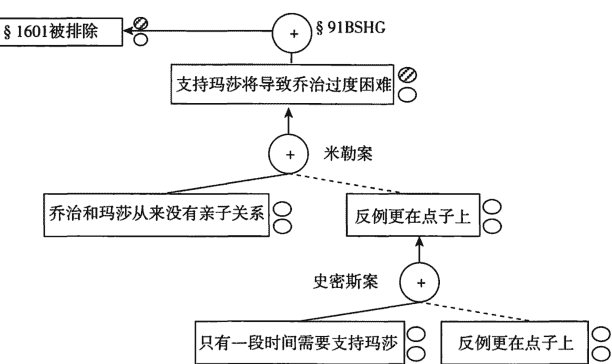 § 91BSHG
§ 1601被排除
+
支持玛莎将导致乔治过度困难
+
米勒案
乔治和玛莎从来没有亲子关系
反例更在点子上
史密斯案
+
只有一段时间需要支持玛莎
反例更在点子上